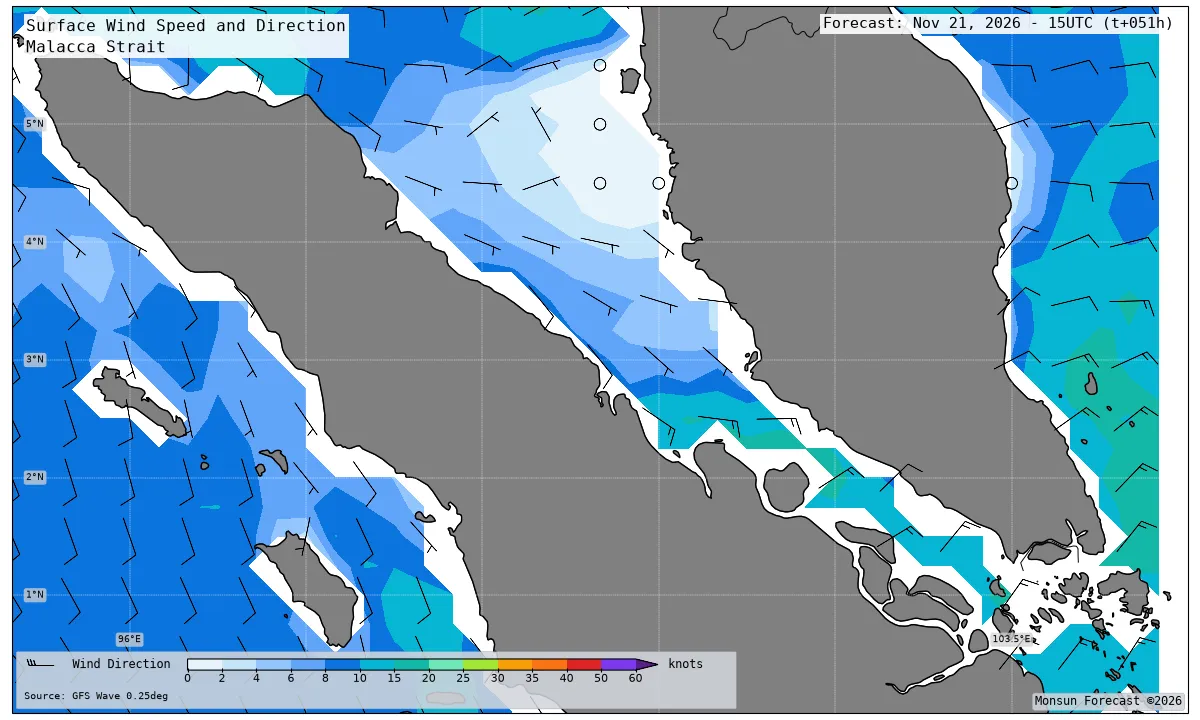 Surface Wind Speed and Direction
Malacca Strait
Forecast: Nov 21, 2026 - 15UTC (t+051h)
5°N
4°N
3°N
2°N
1°N
96°E
103.5°E
Wind Direction
knots
0 2 4 6 8 10 12 15 20 25 30 35 40 50 60
Source: GFS Wave 0.25deg
Monsun Forecast ©2026